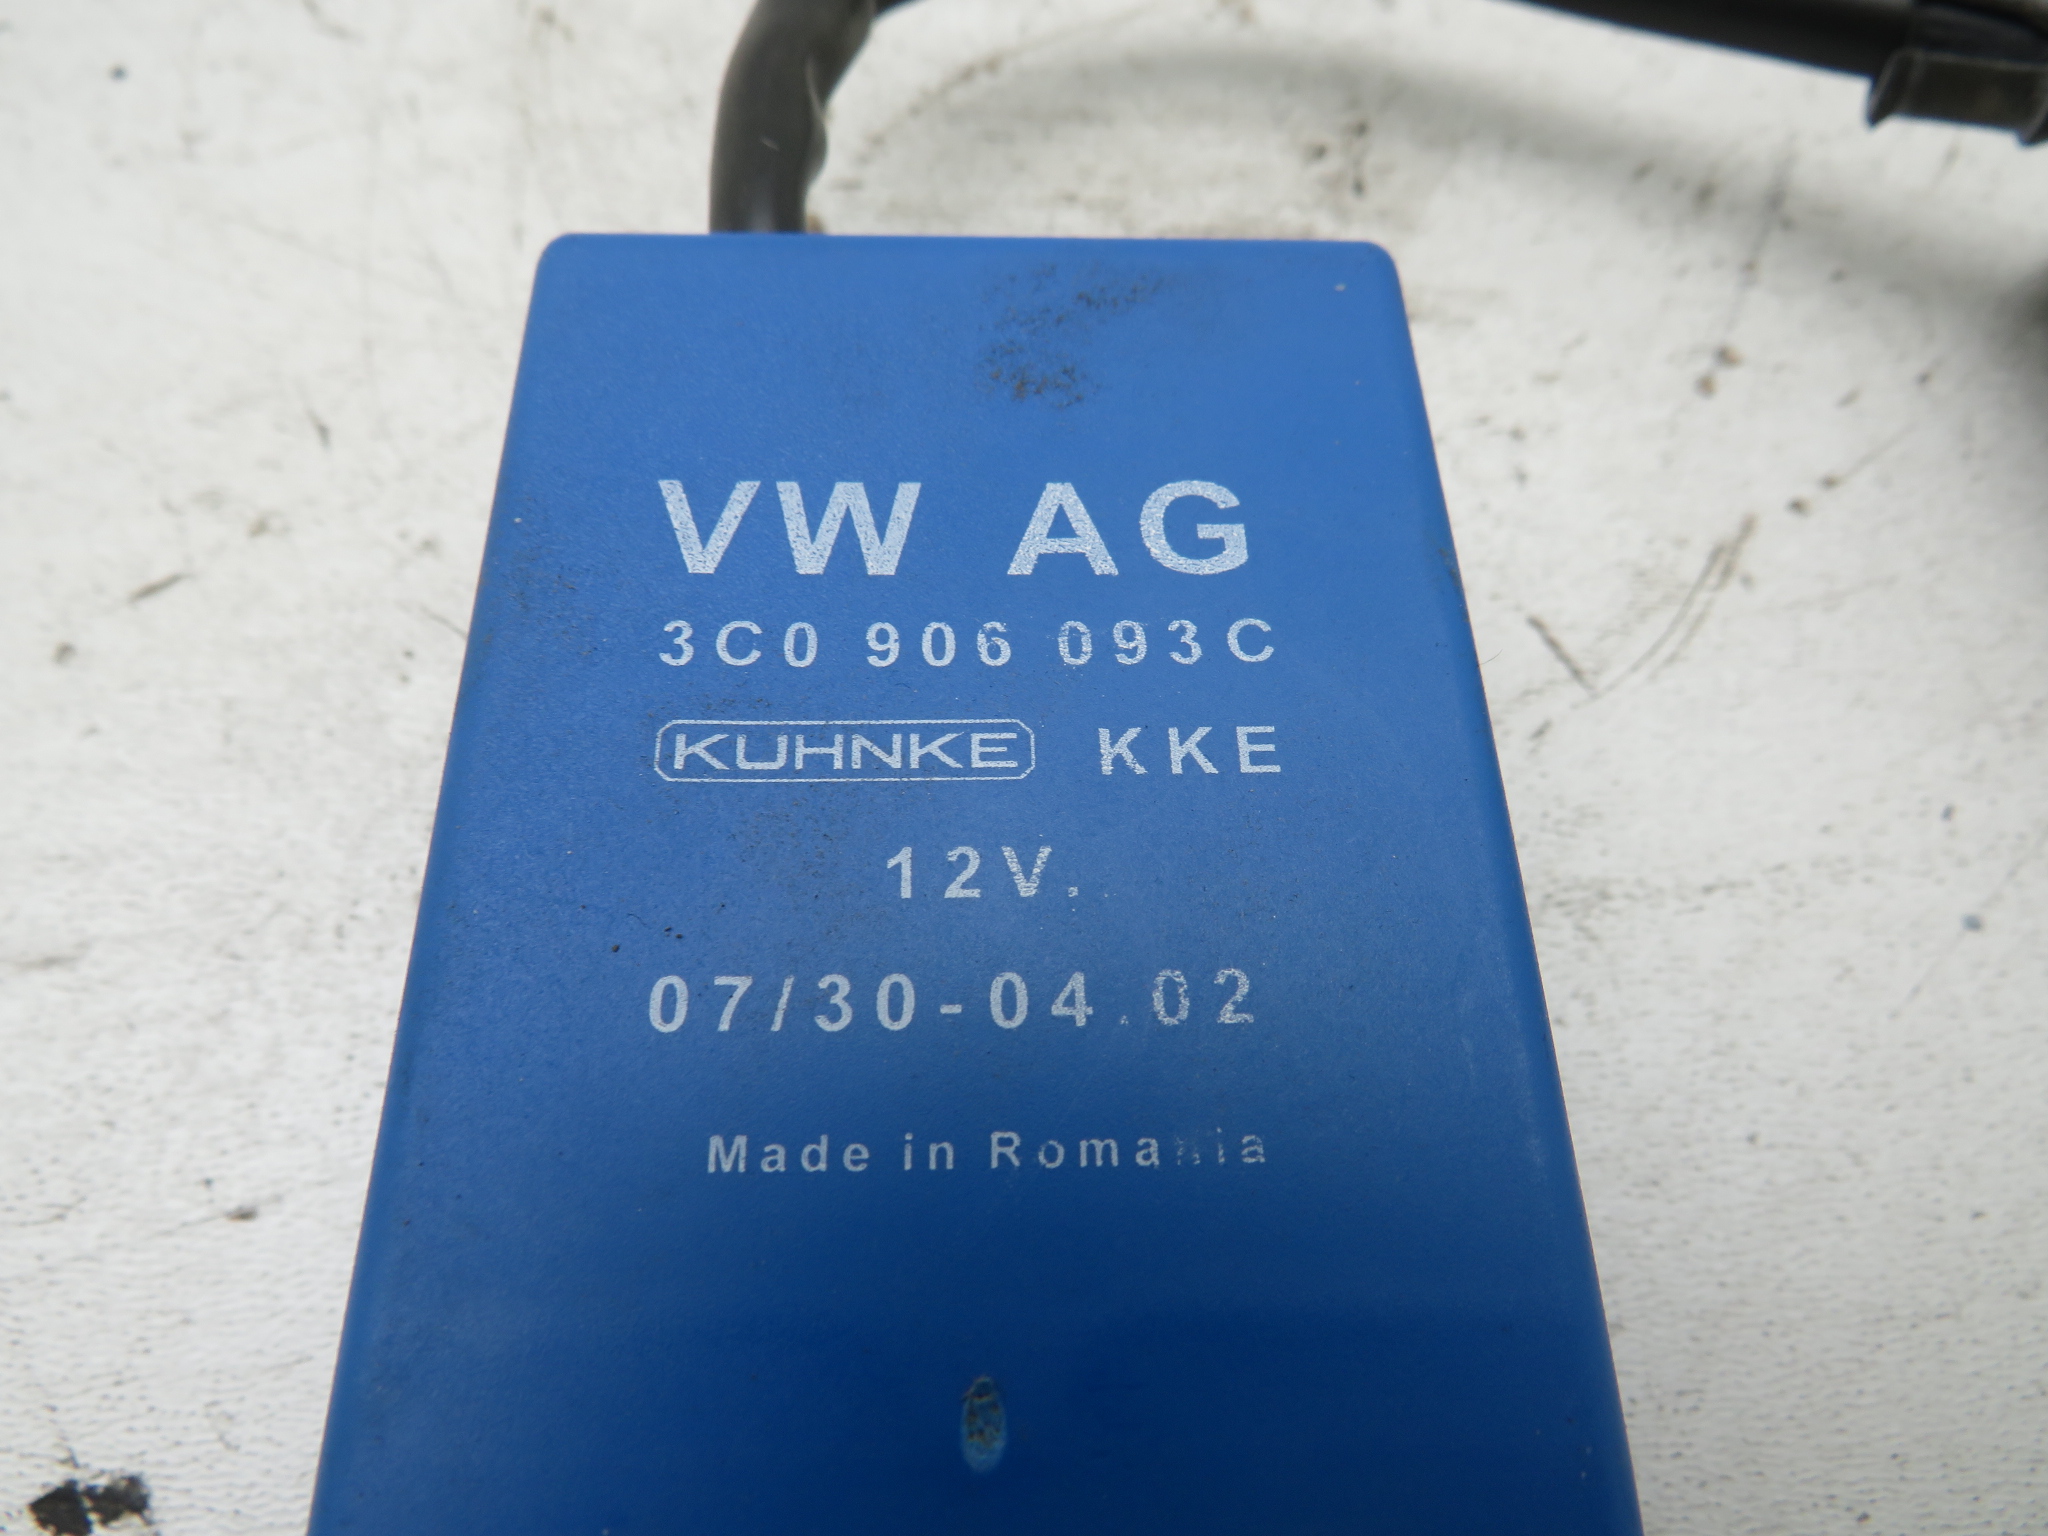 VW AG
3C0 906 093C
KUHNKE KKE
12V.
07/30-04.02
Made in Romania